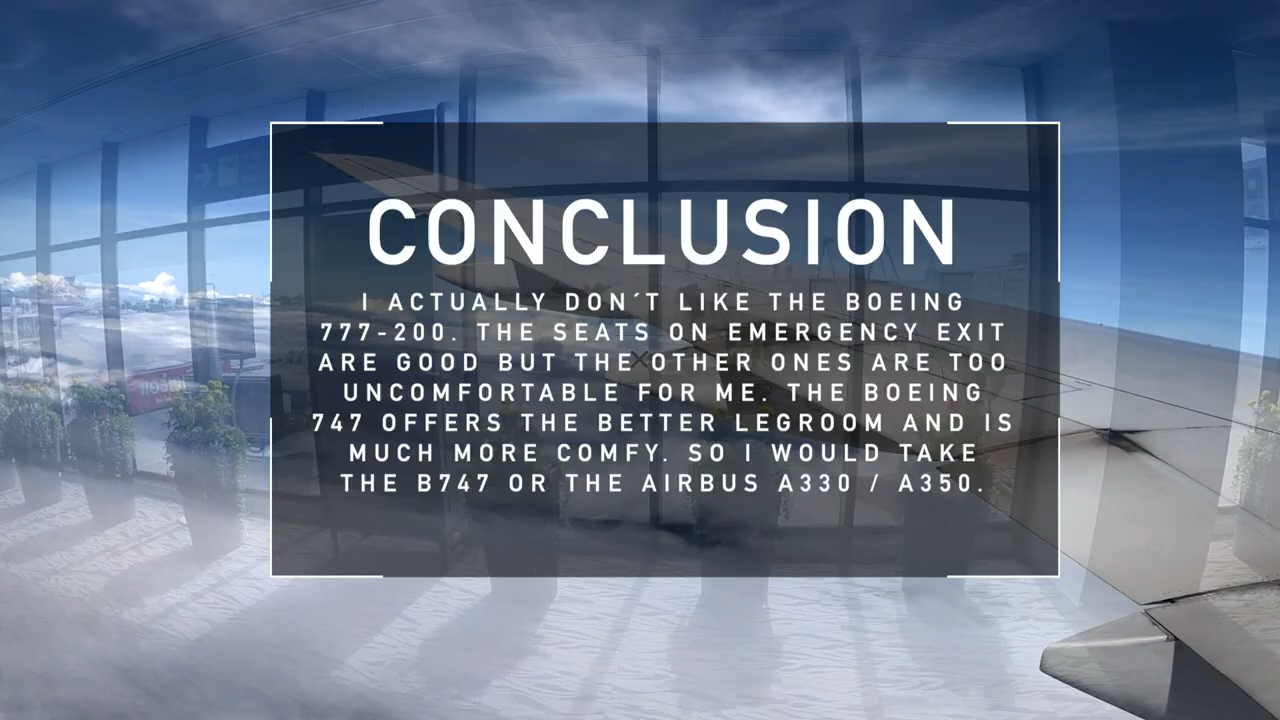 CONCLUSION
I ACTUALLY DON´T LIKE THE BOEING
777-200. THE SEATS ON EMERGENCY EXIT
ARE GOOD BUT THE OTHER ONES ARE TOO
UNCOMFORTABLE FOR ME. THE BOEING
747 OFFERS THE BETTER LEGROOM AND IS
MUCH MORE COMFY. SO I WOULD TAKE
THE B747 OR THE AIRBUS A330 / A350.